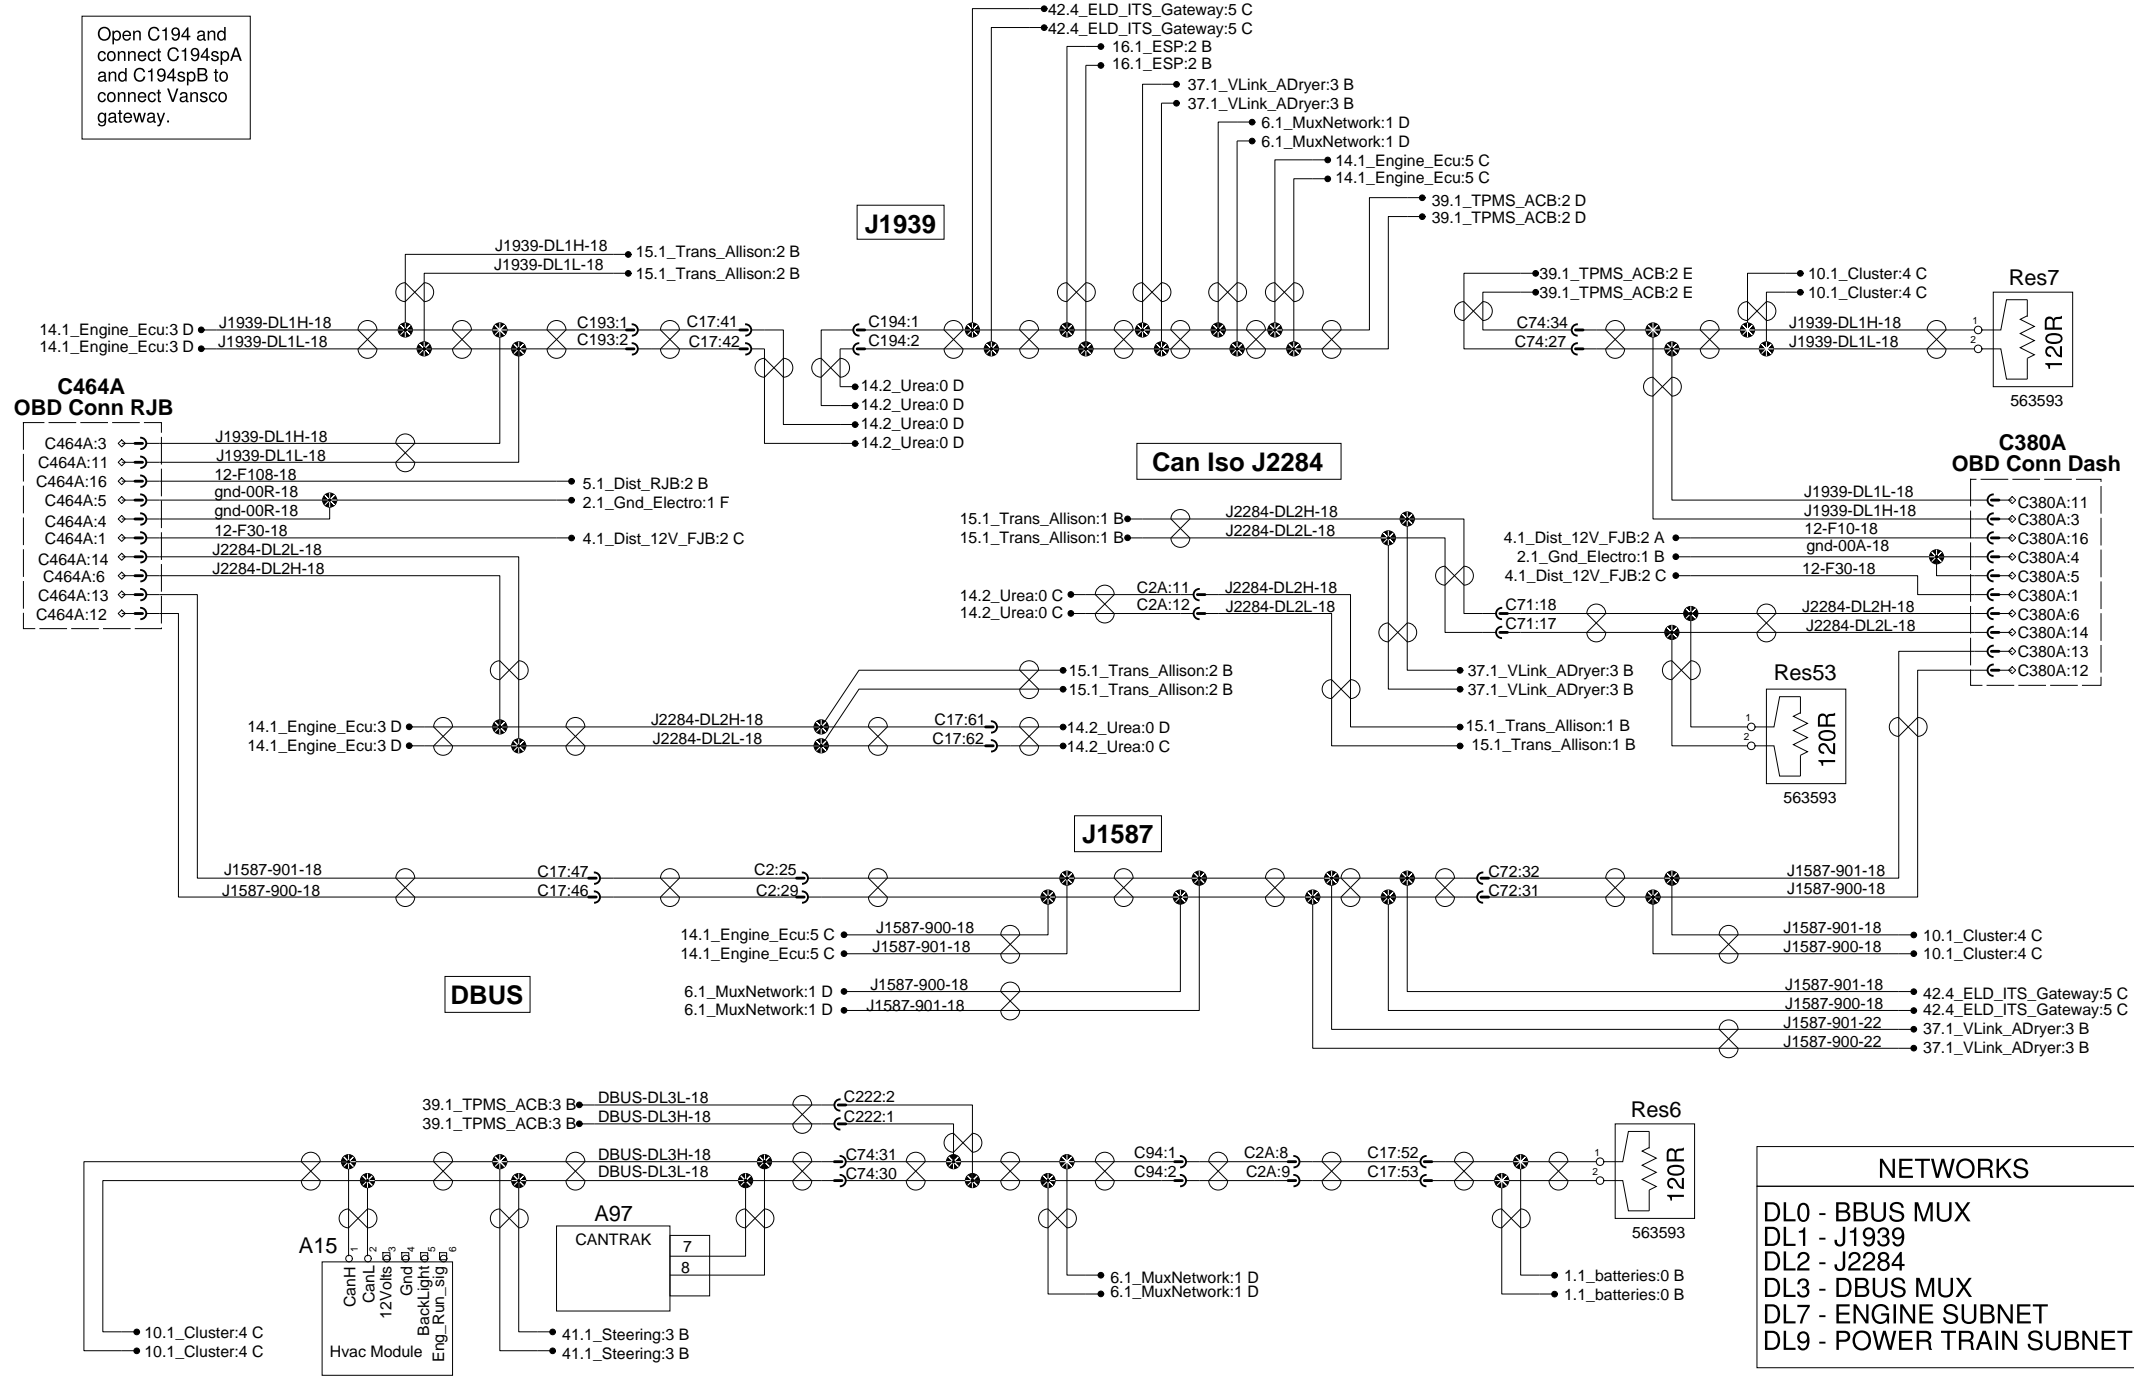 Open C194 and
connect C194spA
and C194spB to
connect Vansco
gateway.
42.4_ELD_ITS_Gateway:5 C
42.4_ELD_ITS_Gateway:5 C
16.1_ESP:2 B
16.1_ESP:2 B
37.1_VLink_ADryer:3 B
37.1_VLink_ADryer:3 B
6.1_MuxNetwork:1 D
6.1_MuxNetwork:1 D
14.1_Engine_Ecu:5 C
14.1_Engine_Ecu:5 C
39.1_TPMS_ACB:2 D
39.1_TPMS_ACB:2 D
J1939
J1939-DL1H-18
15.1_Trans_Allison:2 B
J1939-DL1L-18
15.1_Trans_Allison:2 B
14.1_Engine_Ecu:3 D
J1939-DL1H-18
C193:1
C17:41
14.1_Engine_Ecu:3 D
J1939-DL1L-18
C193:2
C17:42
C194:1
C194:2
14.2_Urea:0 D
14.2_Urea:0 D
14.2_Urea:0 D
14.2_Urea:0 D
39.1_TPMS_ACB:2 E
39.1_TPMS_ACB:2 E
10.1_Cluster:4 C
10.1_Cluster:4 C
C74:34
C74:27
J1939-DL1H-18
J1939-DL1L-18
Res7
1
2
120R
563593
C464A
OBD Conn RJB
C464A:3
J1939-DL1H-18
C464A:11
J1939-DL1L-18
C464A:16
12-F108-18
5.1_Dist_RJB:2 B
C464A:5
gnd-00R-18
2.1_Gnd_Electro:1 F
C464A:4
gnd-00R-18
C464A:1
12-F30-18
4.1_Dist_12V_FJB:2 C
C464A:14
J2284-DL2L-18
C464A:6
J2284-DL2H-18
C464A:13
C464A:12
Can Iso J2284
15.1_Trans_Allison:1 B
J2284-DL2H-18
15.1_Trans_Allison:1 B
J2284-DL2L-18
14.2_Urea:0 C
C2A:11
J2284-DL2H-18
14.2_Urea:0 C
C2A:12
J2284-DL2L-18
C380A
OBD Conn Dash
J1939-DL1L-18
C380A:11
J1939-DL1H-18
C380A:3
4.1_Dist_12V_FJB:2 A
12-F10-18
C380A:16
2.1_Gnd_Electro:1 B
gnd-00A-18
C380A:4
4.1_Dist_12V_FJB:2 C
12-F30-18
C380A:5
C380A:1
C71:18
J2284-DL2H-18
C380A:6
C71:17
J2284-DL2L-18
C380A:14
C380A:13
C380A:12
15.1_Trans_Allison:2 B
15.1_Trans_Allison:2 B
37.1_VLink_ADryer:3 B
37.1_VLink_ADryer:3 B
15.1_Trans_Allison:1 B
15.1_Trans_Allison:1 B
Res53
1
2
120R
563593
14.1_Engine_Ecu:3 D
J2284-DL2H-18
C17:61
14.2_Urea:0 D
14.1_Engine_Ecu:3 D
J2284-DL2L-18
C17:62
14.2_Urea:0 C
J1587
J1587-901-18
C17:47
C2:25
C72:32
J1587-901-18
J1587-900-18
C17:46
C2:29
C72:31
J1587-900-18
14.1_Engine_Ecu:5 C
J1587-900-18
14.1_Engine_Ecu:5 C
J1587-901-18
6.1_MuxNetwork:1 D
J1587-900-18
6.1_MuxNetwork:1 D
J1587-901-18
J1587-901-18
10.1_Cluster:4 C
J1587-900-18
10.1_Cluster:4 C
J1587-901-18
42.4_ELD_ITS_Gateway:5 C
J1587-900-18
42.4_ELD_ITS_Gateway:5 C
J1587-901-22
37.1_VLink_ADryer:3 B
J1587-900-22
37.1_VLink_ADryer:3 B
DBUS
39.1_TPMS_ACB:3 B
DBUS-DL3L-18
C222:2
39.1_TPMS_ACB:3 B
DBUS-DL3H-18
C222:1
DBUS-DL3H-18
C74:31
C94:1
C2A:8
C17:52
DBUS-DL3L-18
C74:30
C94:2
C2A:9
C17:53
Res6
1
2
120R
563593
A15
1
2
3
4
5
6
CanH
CanL
12Volts
Gnd
BackLight
Eng_Run_sig
Hvac Module
A97
CANTRAK
7
8
10.1_Cluster:4 C
10.1_Cluster:4 C
41.1_Steering:3 B
41.1_Steering:3 B
6.1_MuxNetwork:1 D
6.1_MuxNetwork:1 D
1.1_batteries:0 B
1.1_batteries:0 B
NETWORKS
DL0 - BBUS MUX
DL1 - J1939
DL2 - J2284
DL3 - DBUS MUX
DL7 - ENGINE SUBNET
DL9 - POWER TRAIN SUBNET